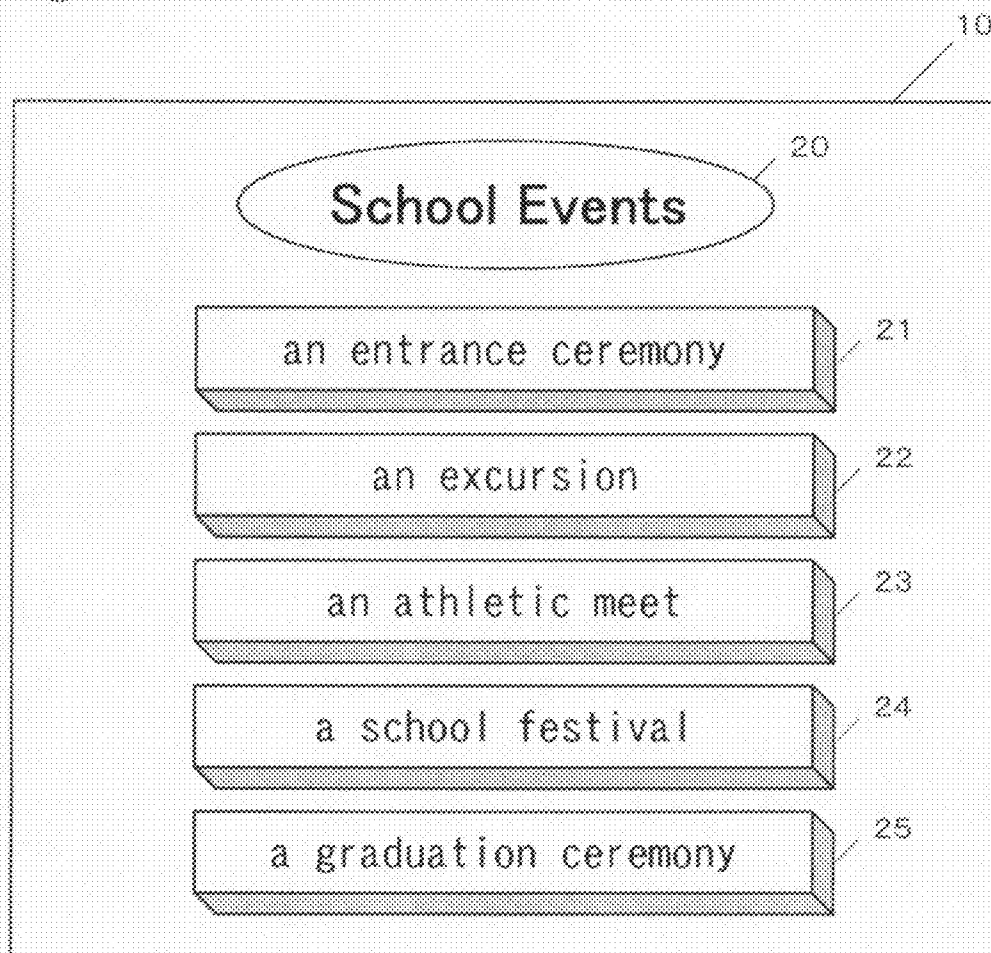 10
20
School Events
an entrance ceremony
21
an excursion
22
an athletic meet
23
a school festival
24
a graduation ceremony
25